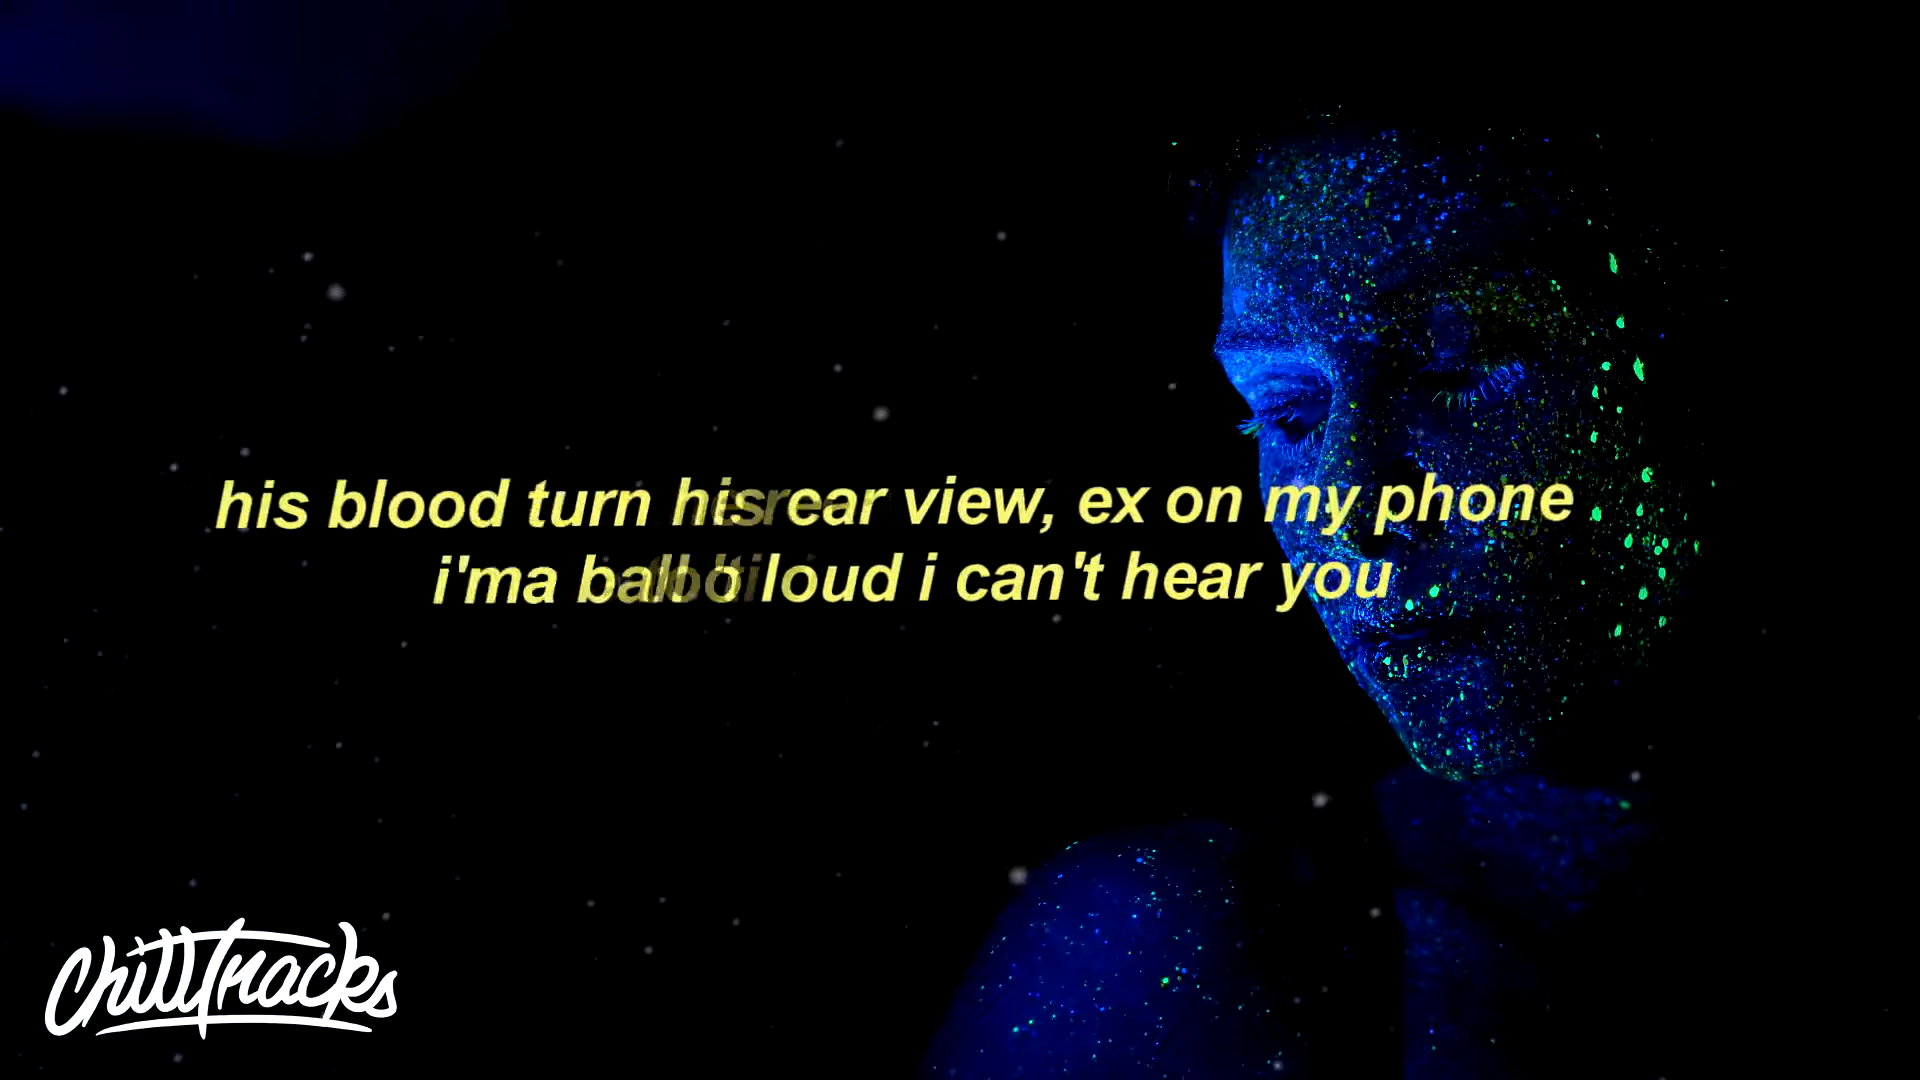 his blood turn his rear view, ex on my phone
i'ma ball loud i can't hear you
ChillTracks